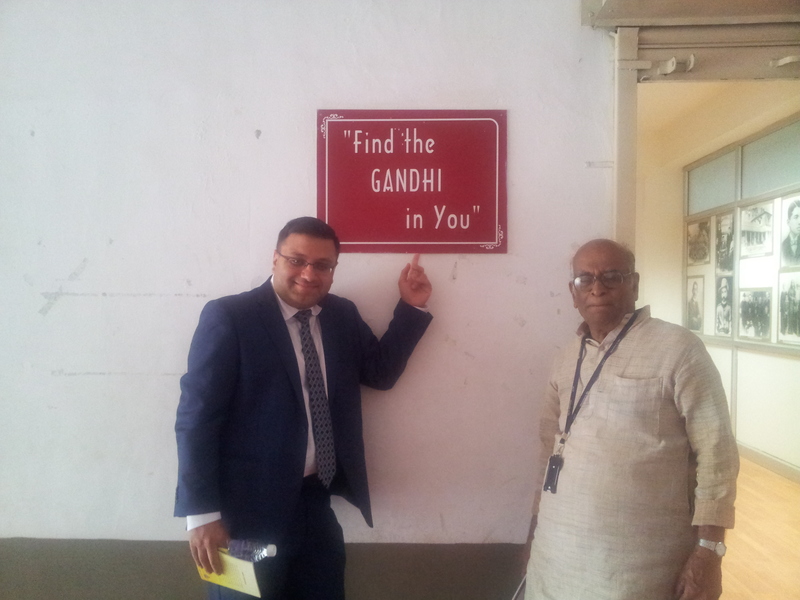 "Find the
GANDHI
in You"